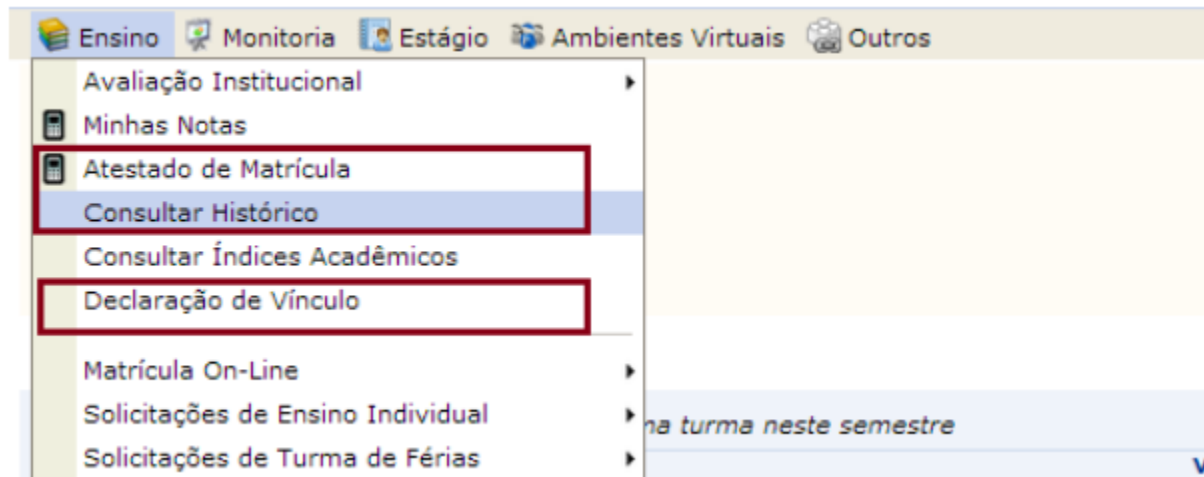 Ensino Monitoria Estágio Ambientes Virtuais Outros
Avaliação Institucional
Minhas Notas
Atestado de Matrícula
Consultar Histórico
Consultar Índices Acadêmicos
Declaração de Vínculo
Matrícula On-Line
Solicitações de Ensino Individual
turma neste semestre
Solicitações de Turma de Férias